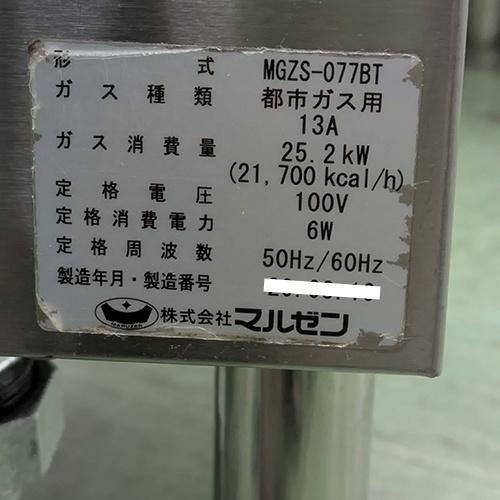 形式 MGZS-077BT
ガス種類 都市ガス用
13A
ガス消費量 25.2kW
(21,700kcal/h)
定格電圧 100V
定格消費電力 6W
定格周波数 50Hz/60Hz
製造年月・製造番号
MARUZEN 株式会社マルゼン